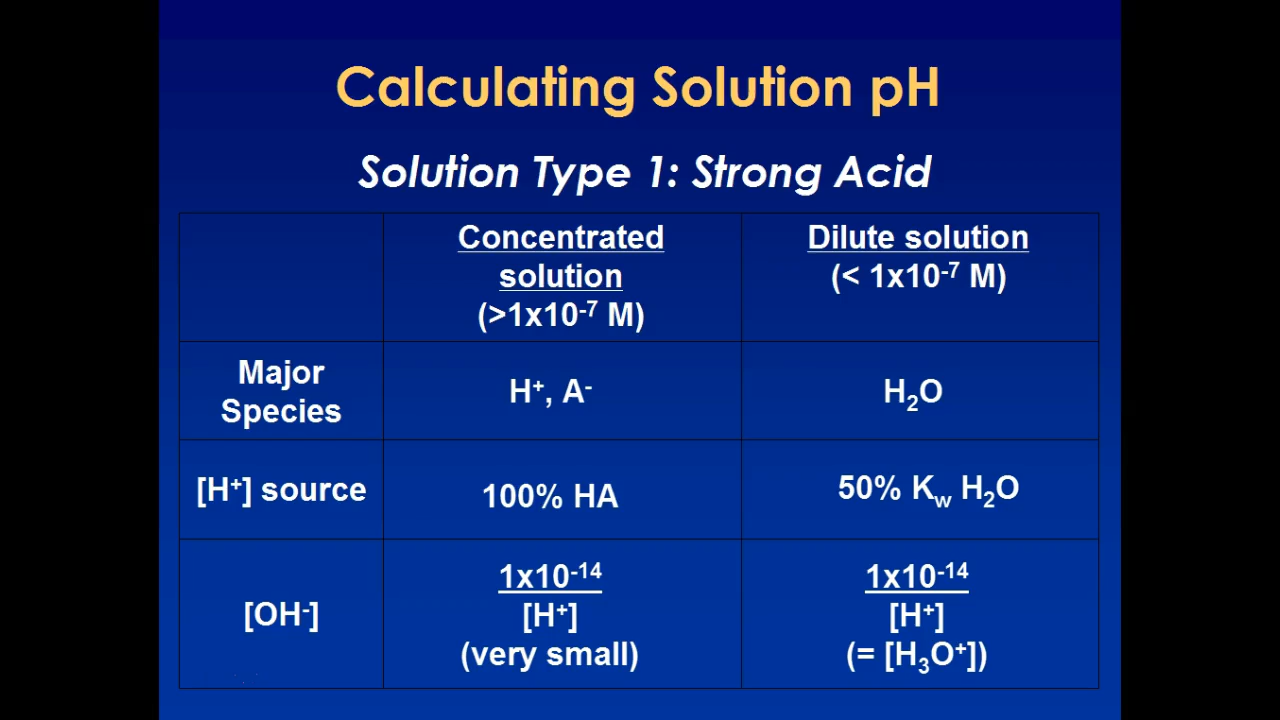 Calculating Solution pH
Solution Type 1: Strong Acid
Concentrated
solution
(>1x10⁻⁷ M)
Dilute solution
(< 1x10⁻⁷ M)
Major
Species
H⁺, A⁻
H₂O
[H⁺] source
100% HA
50% K_w H₂O
[OH⁻]
1x10⁻¹⁴
[H⁺]
(very small)
1x10⁻¹⁴
[H⁺]
(= [H₃O⁺])